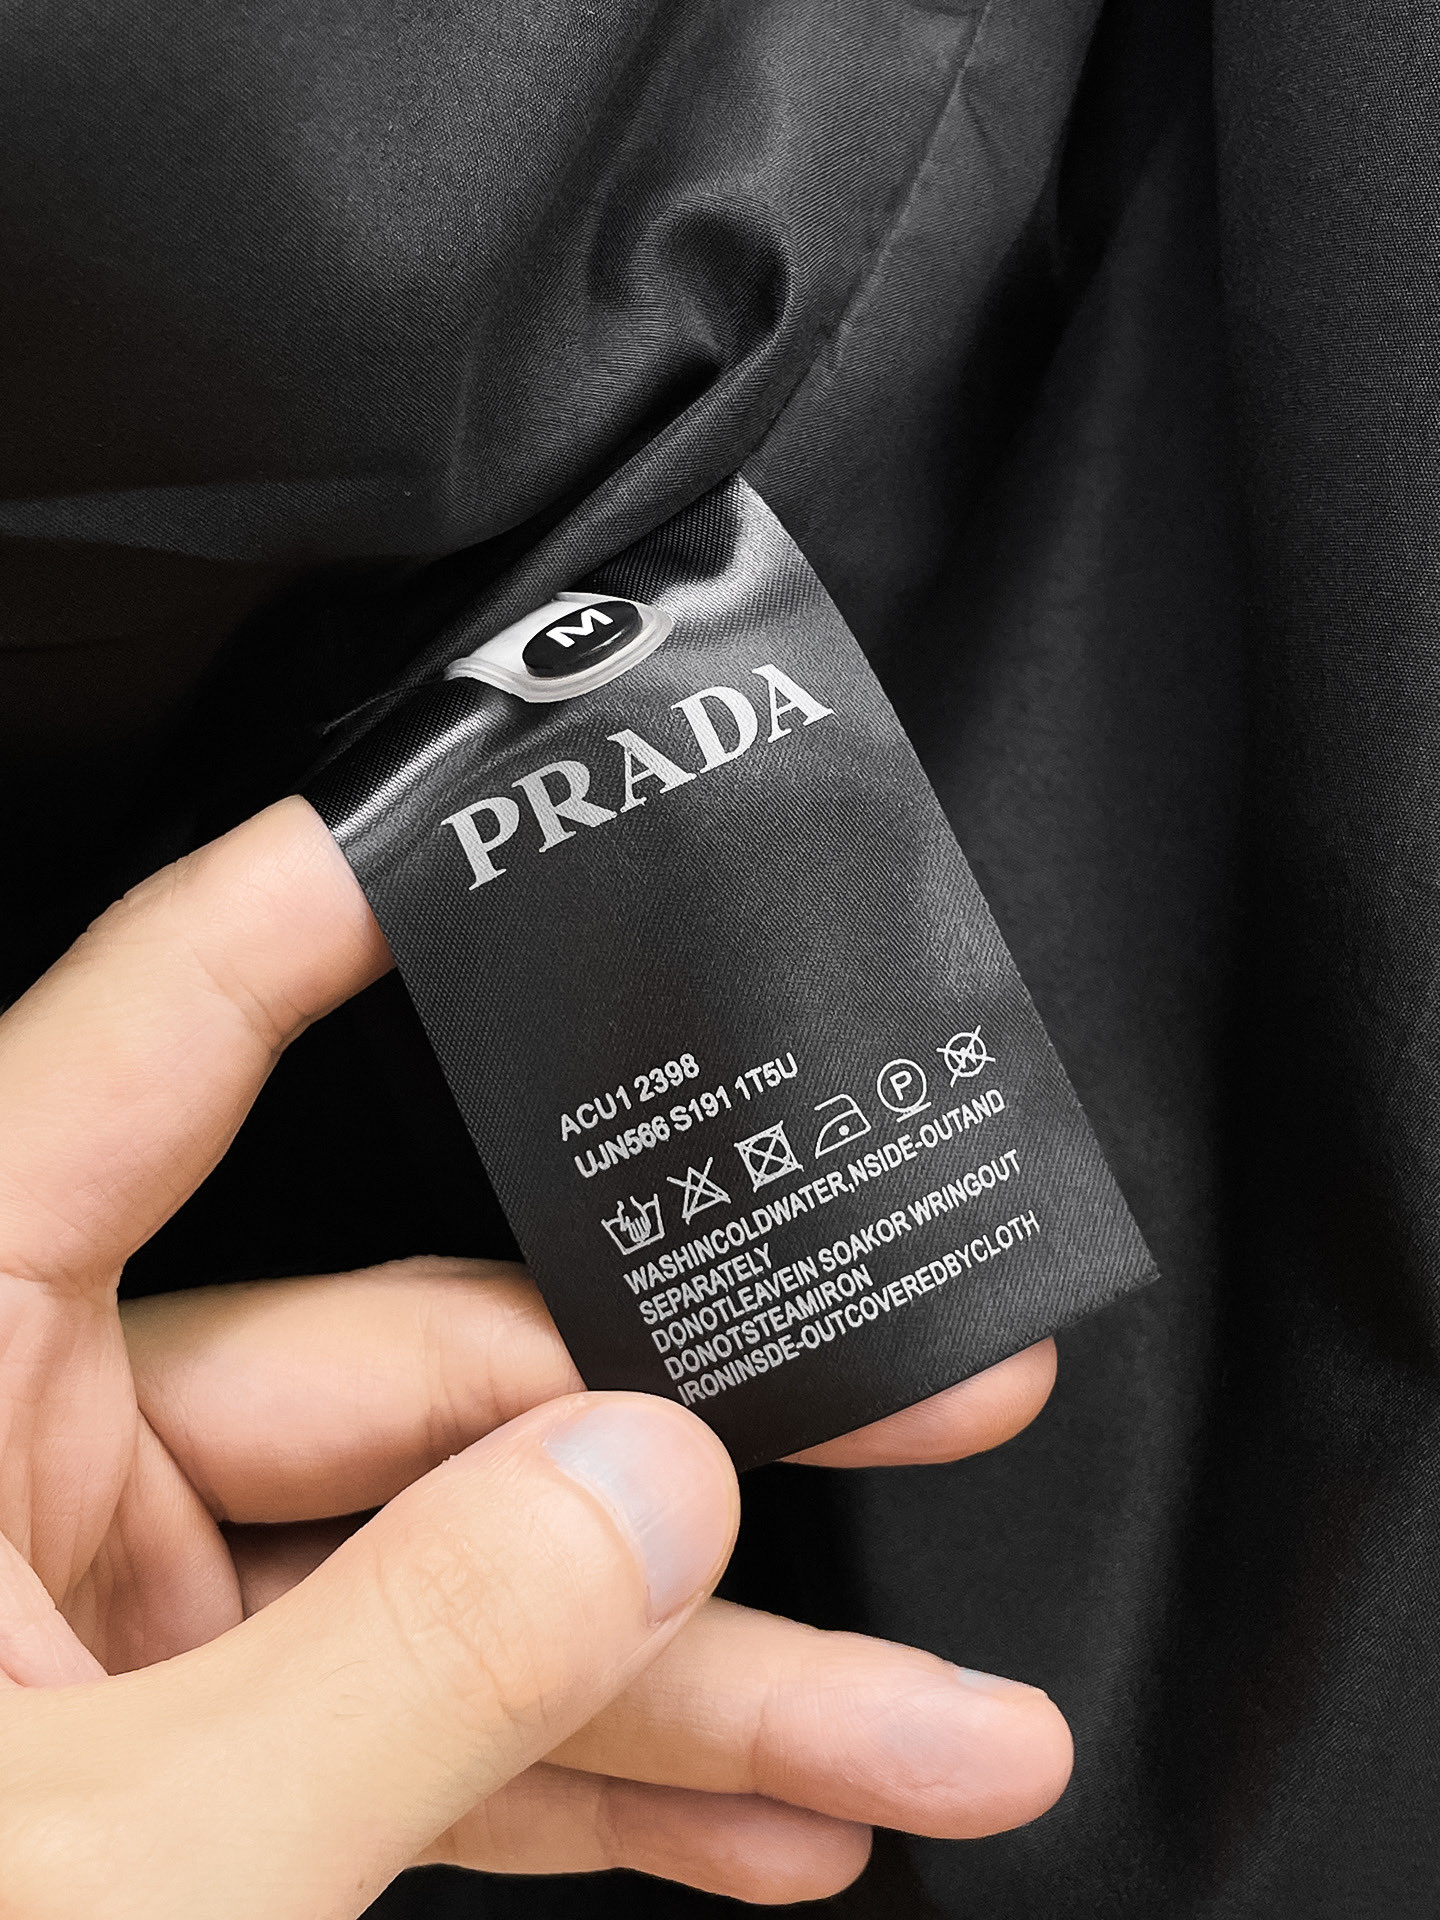 M
PRADA
ACU1 2398
UJN566 S191 1T5U
P
W
WASHINCOLDWATER,NSIDE-OUTAND
SEPARATELY
DONOTLEAVEIN SOAKOR WRINGOUT
DONOTSTEAMIRON
IRONINSDE-OUTCOVEREDBYCLOTH